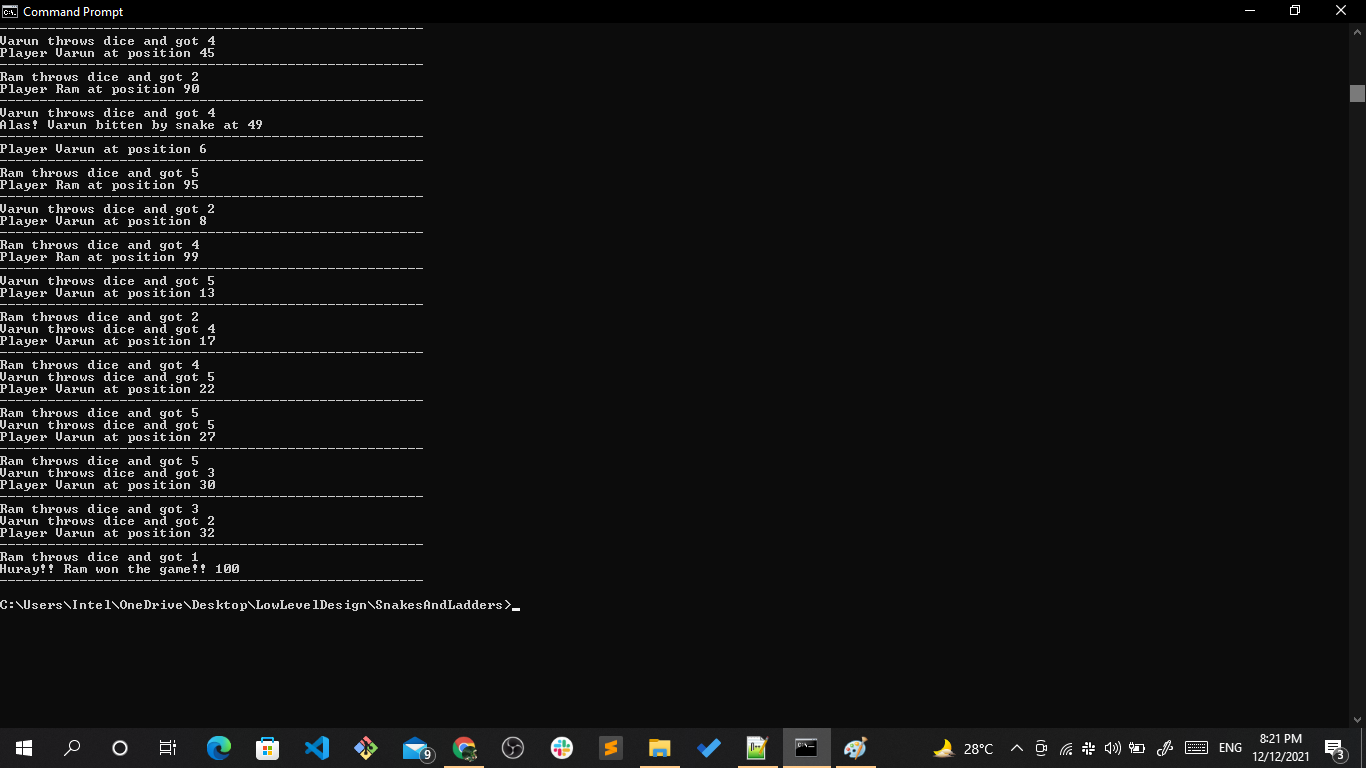 Command Prompt
-----------------------------------------------------
Varun throws dice and got 4
Player Varun at position 45
-----------------------------------------------------
Ram throws dice and got 2
Player Ram at position 90
-----------------------------------------------------
Varun throws dice and got 4
Alas! Varun bitten by snake at 49
-----------------------------------------------------
Player Varun at position 6
-----------------------------------------------------
Ram throws dice and got 5
Player Ram at position 95
-----------------------------------------------------
Varun throws dice and got 2
Player Varun at position 8
-----------------------------------------------------
Ram throws dice and got 4
Player Ram at position 99
-----------------------------------------------------
Varun throws dice and got 5
Player Varun at position 13
-----------------------------------------------------
Ram throws dice and got 2
Varun throws dice and got 4
Player Varun at position 17
-----------------------------------------------------
Ram throws dice and got 4
Varun throws dice and got 5
Player Varun at position 22
-----------------------------------------------------
Ram throws dice and got 5
Varun throws dice and got 5
Player Varun at position 27
-----------------------------------------------------
Ram throws dice and got 5
Varun throws dice and got 3
Player Varun at position 30
-----------------------------------------------------
Ram throws dice and got 3
Varun throws dice and got 2
Player Varun at position 32
-----------------------------------------------------
Ram throws dice and got 1
Huray!! Ram won the game!! 100
-----------------------------------------------------
C:\Users\Intel\OneDrive\Desktop\LowLevelDesign\SnakesAndLadders>_
9
28°C
ENG
8:21 PM
12/12/2021
3